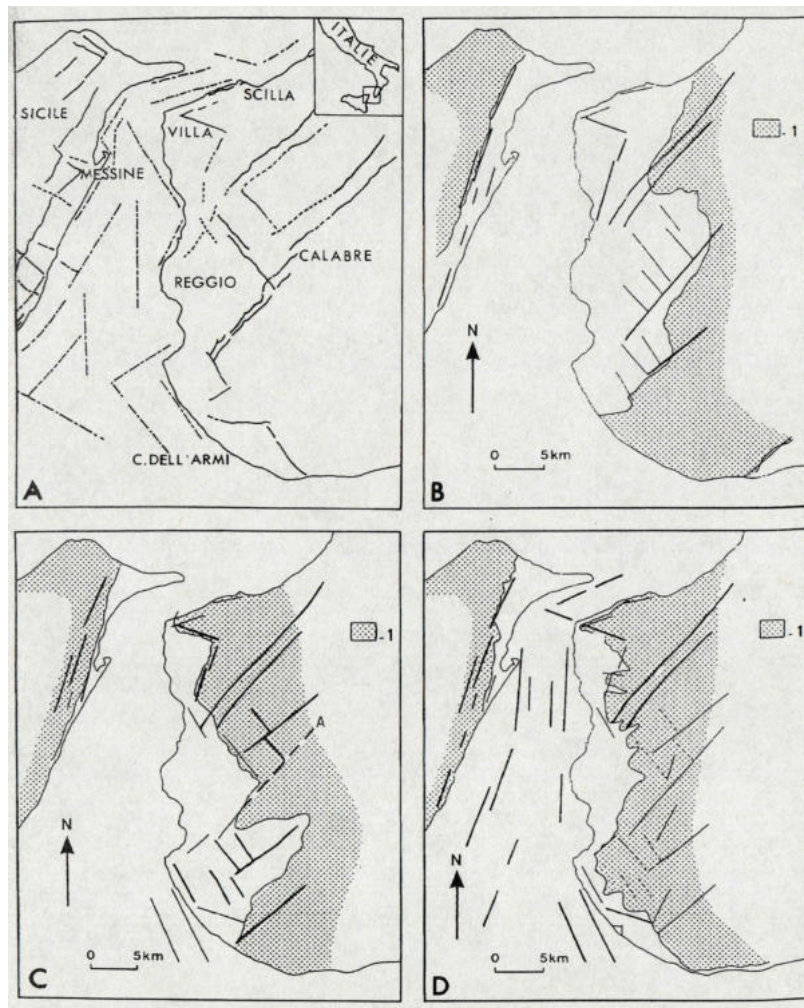 ITALIE
SICILE
SCILLA
VILLA
MESSINE
CALABRE
REGGIO
C. DELL'ARMI
A
- 1
N
0 5km
B
- 1
A
N
0 5km
C
- 1
N
0 5km
D